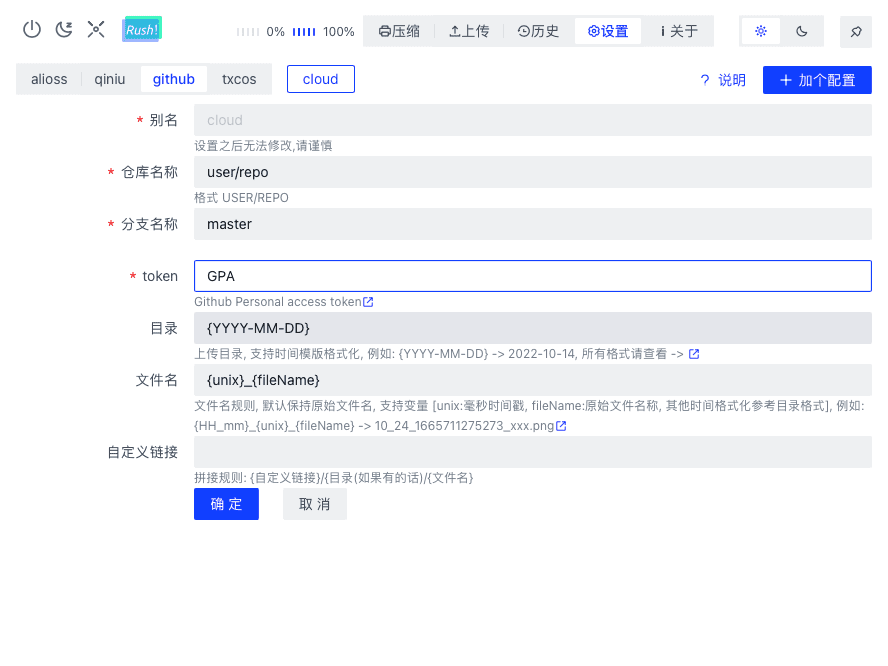 Rush! 0% 100% 压缩 上传 历史 设置 关于
alioss qiniu github txcos cloud ? 说明 + 加个配置
* 别名 cloud
设置之后无法修改,请谨慎
* 仓库名称 user/repo
格式 USER/REPO
* 分支名称 master
* token GPA
Github Personal access token
目录 {YYYY-MM-DD}
上传目录, 支持时间模版格式化, 例如: {YYYY-MM-DD} -> 2022-10-14, 所有格式请查看 ->
文件名 {unix}_{fileName}
文件名规则, 默认保持原始文件名, 支持变量 [unix:毫秒时间戳, fileName:原始文件名称, 其他时间格式化参考目录格式], 例如:
{HH_mm}_{unix}_{fileName} -> 10_24_1665711275273_xxx.png
自定义链接
拼接规则: {自定义链接}/{目录(如果有的话)/{文件名}
确 定 取 消